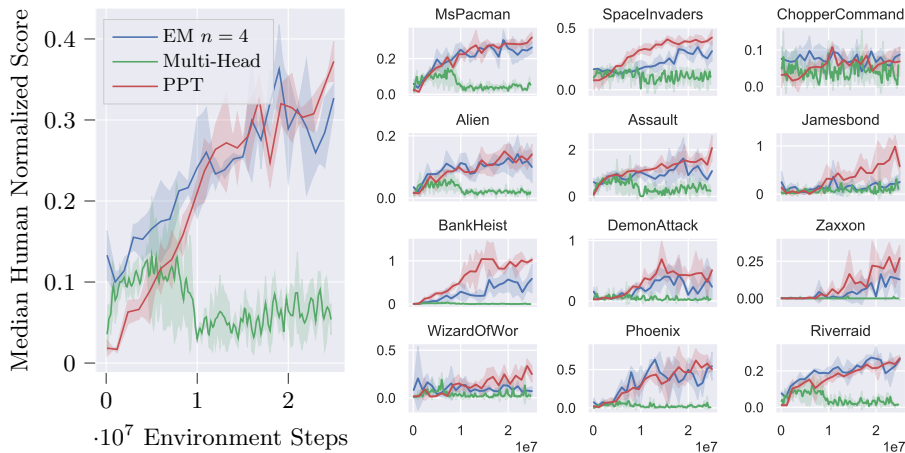 Median Human Normalized Score
0.4
0.3
0.2
0.1
0
EM n = 4
Multi-Head
PPT
0 1 2
·10⁷ Environment Steps
MsPacman
0.2
0.0
SpaceInvaders
0.5
0.0
ChopperCommand
0.1
0.0
Alien
0.2
0.0
Assault
2
0
Jamesbond
1
0
BankHeist
1
0
DemonAttack
1
0
Zaxxon
0.25
0.00
WizardOfWor
0.5
0.0
0 1 2
1e7
Phoenix
0.5
0.0
0 1 2
1e7
Riverraid
0.2
0.0
0 1 2
1e7